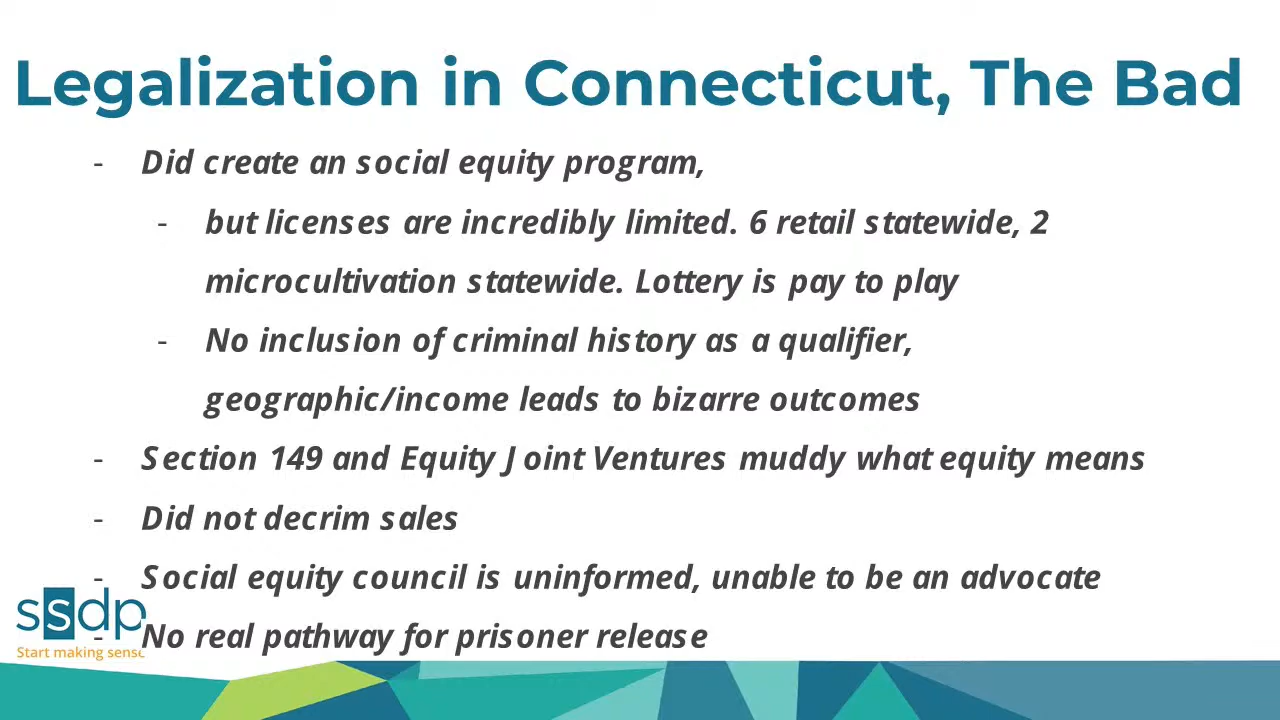 Legalization in Connecticut, The Bad
- Did create an social equity program,
- but licenses are incredibly limited. 6 retail statewide, 2
microcultivation statewide. Lottery is pay to play
- No inclusion of criminal history as a qualifier,
geographic/income leads to bizarre outcomes
- Section 149 and Equity Joint Ventures muddy what equity means
- Did not decrim sales
- Social equity council is uninformed, unable to be an advocate
- No real pathway for prisoner release
ssdp
Start making sense